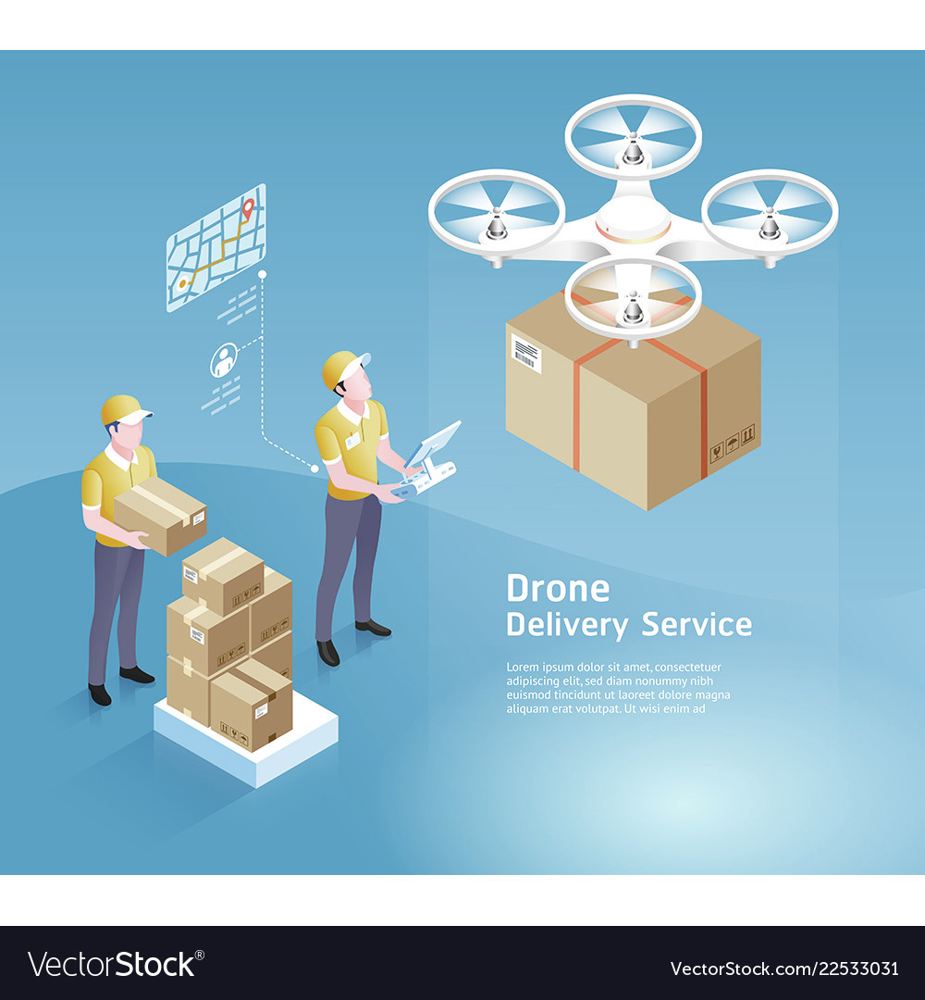 Drone
Delivery Service
Lorem ipsum dolor sit amet, consectetuer
adipiscing elit, sed diam nonummy nibh
euismod tincidunt ut laoreet dolore magna
aliquam erat volutpat. Ut wisi enim ad
VectorStock®
VectorStock.com/22533031